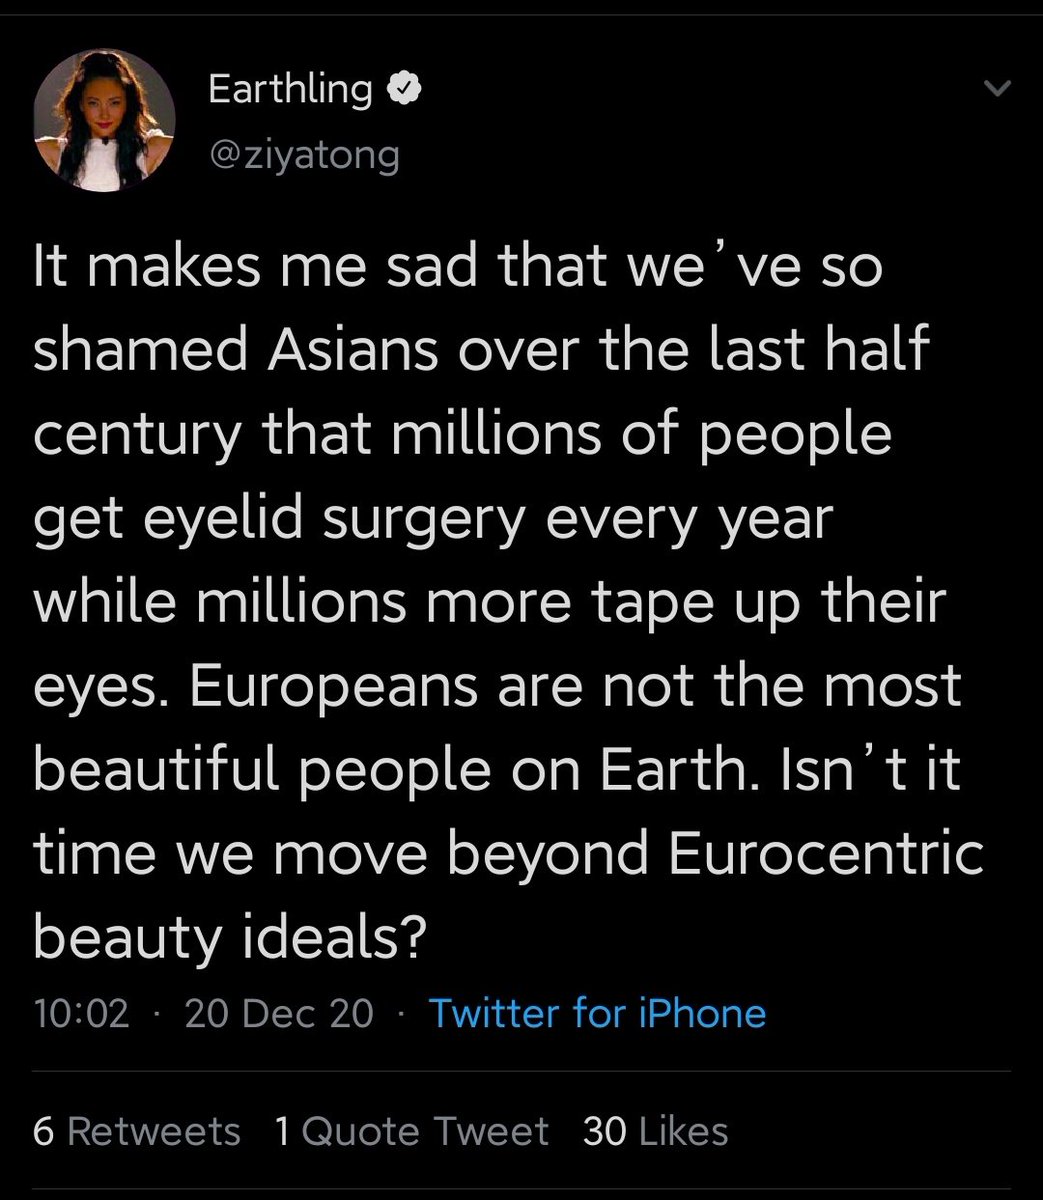 Earthling
@ziyatong
It makes me sad that we’ve so
shamed Asians over the last half
century that millions of people
get eyelid surgery every year
while millions more tape up their
eyes. Europeans are not the most
beautiful people on Earth. Isn’t it
time we move beyond Eurocentric
beauty ideals?
10:02 · 20 Dec 20 · Twitter for iPhone
6 Retweets 1 Quote Tweet 30 Likes